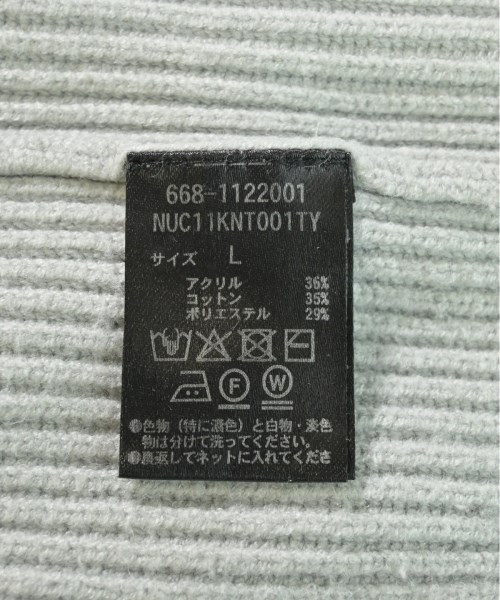 668-1122001
NUC11KNT001TY
サイズ L
アクリル 36%
コットン 35%
ポリエステル 29%
F W
色物(特に濃色)と白物・淡色
物は分けて洗ってください。
裏返してネットに入れてくださ